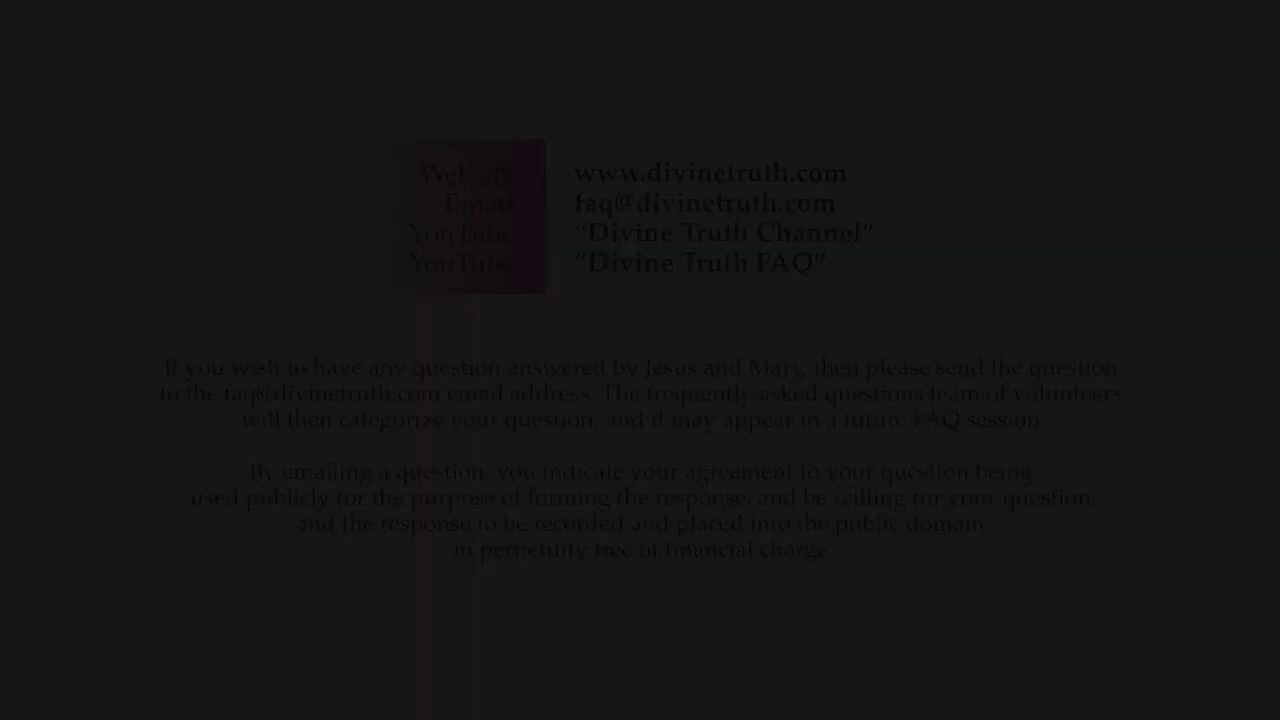 Website www.divinetruth.com
Email faq@divinetruth.com
YouTube "Divine Truth Channel"
YouTube "Divine Truth FAQ"
If you wish to have any question answered by Jesus and Mary, then please send the question
to the faq@divinetruth.com email address. The frequently asked questions team of volunteers
will then categorize your question, and it may appear in a future FAQ session.
By emailing a question, you indicate your agreement to your question being
used publicly for the purpose of forming the response, and be willing for your question
and the response to be recorded and placed into the public domain
in perpetuity free of financial charge.